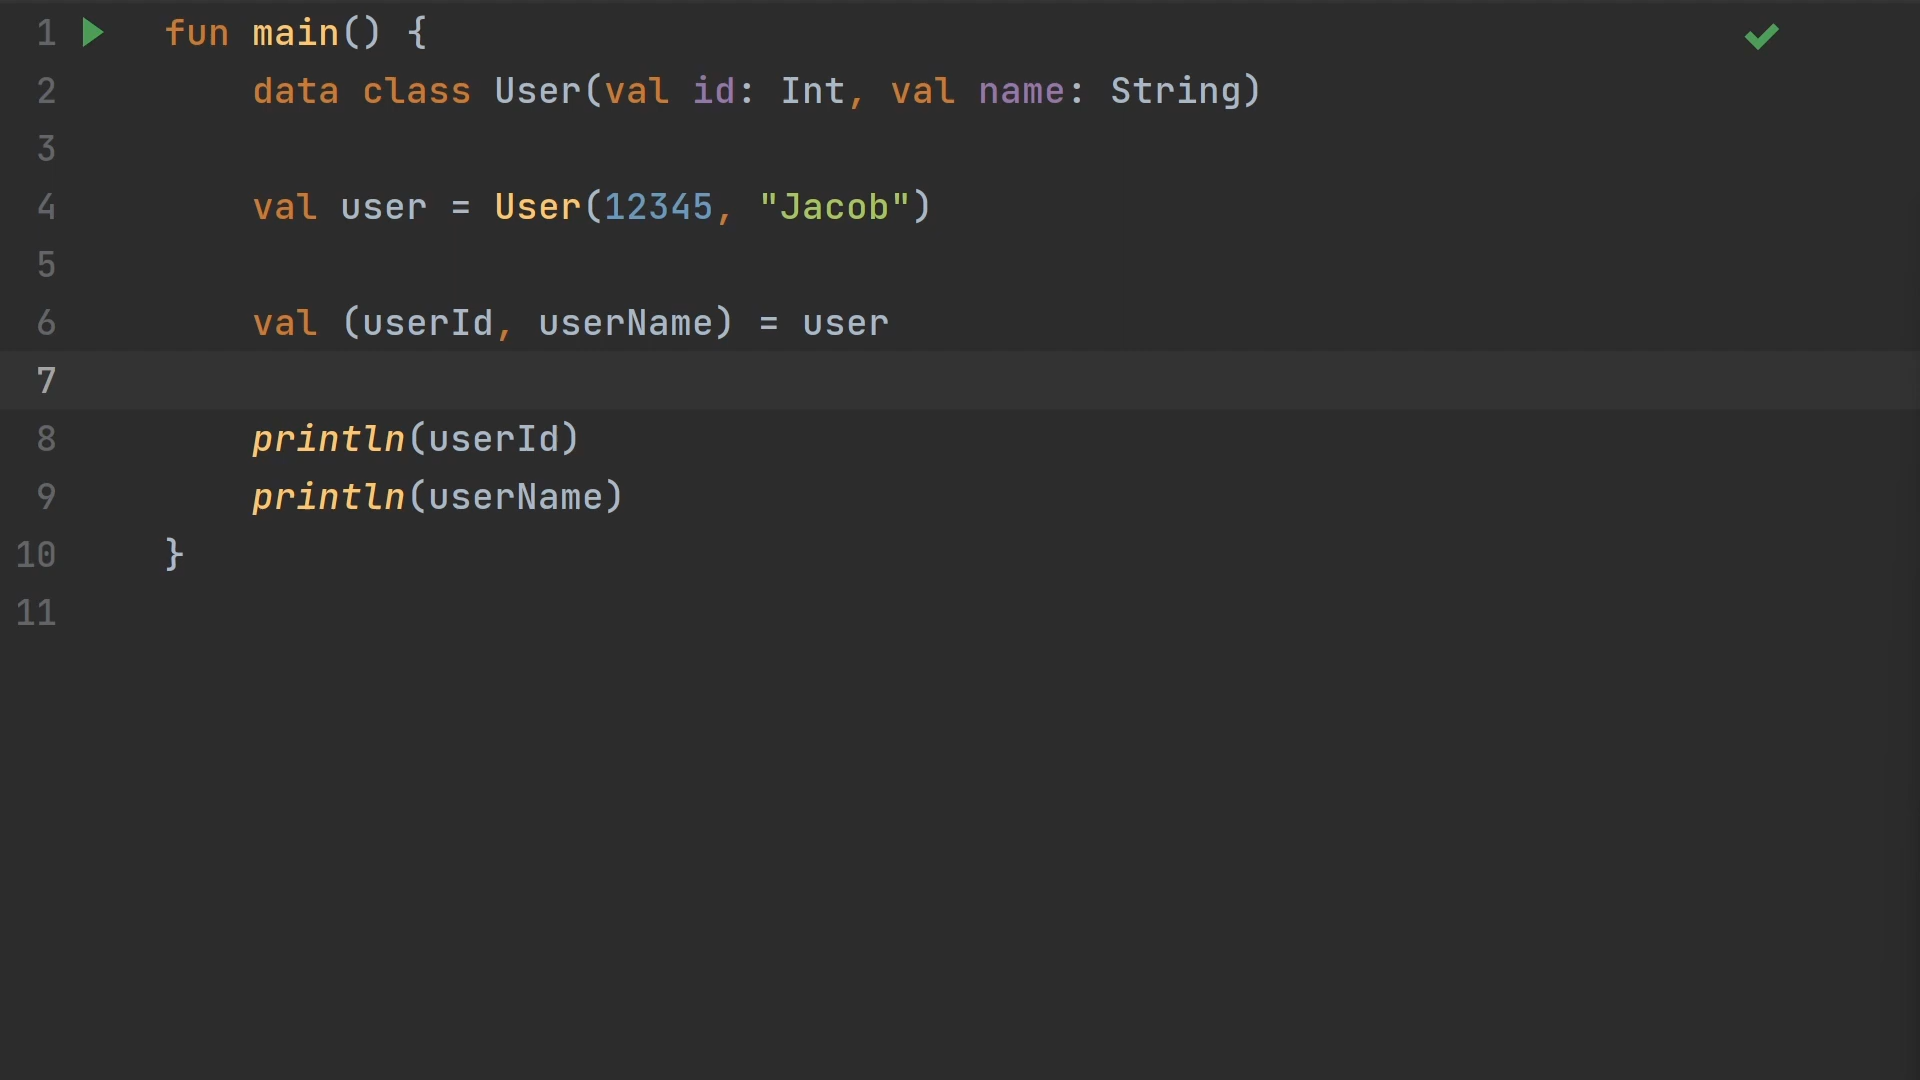 1 fun main() {
2 data class User(val id: Int, val name: String)
3
4 val user = User(12345, "Jacob")
5
6 val (userId, userName) = user
7
8 println(userId)
9 println(userName)
10 }
11